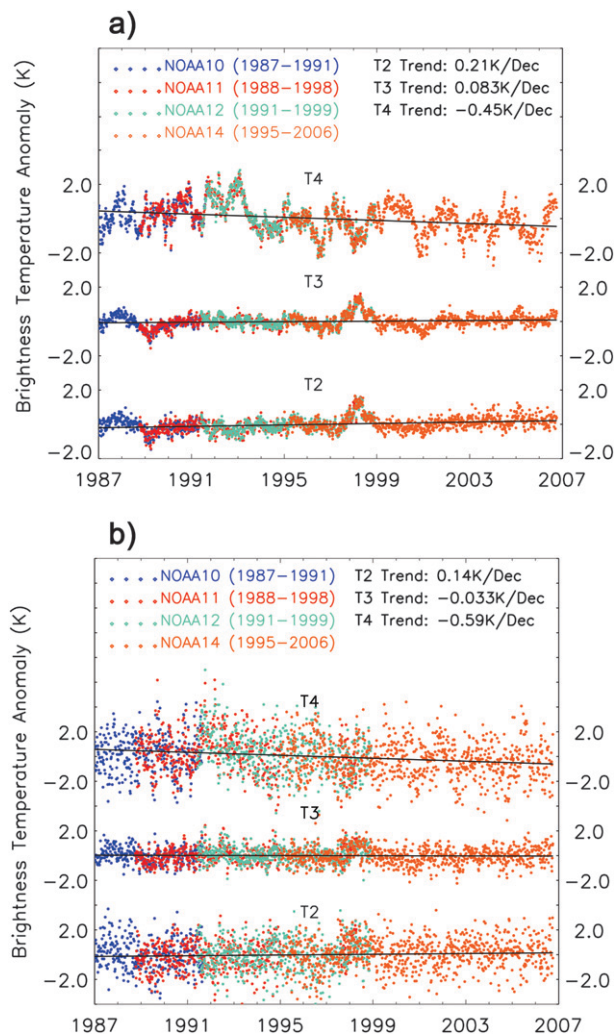 a)
NOAA10 (1987−1991) T2 Trend: 0.21K/Dec
NOAA11 (1988−1998) T3 Trend: 0.083K/Dec
NOAA12 (1991−1999) T4 Trend: −0.45K/Dec
NOAA14 (1995−2006)
Brightness Temperature Anomaly (K)
T4
2.0 2.0
−2.0 −2.0
T3
2.0 2.0
−2.0 −2.0
T2
2.0 2.0
−2.0 −2.0
1987 1991 1995 1999 2003 2007
b)
NOAA10 (1987−1991) T2 Trend: 0.14K/Dec
NOAA11 (1988−1998) T3 Trend: −0.033K/Dec
NOAA12 (1991−1999) T4 Trend: −0.59K/Dec
NOAA14 (1995−2006)
Brightness Temperature Anomaly (K)
T4
2.0 2.0
−2.0 −2.0
T3
2.0 2.0
−2.0 −2.0
T2
2.0 2.0
−2.0 −2.0
1987 1991 1995 1999 2003 2007